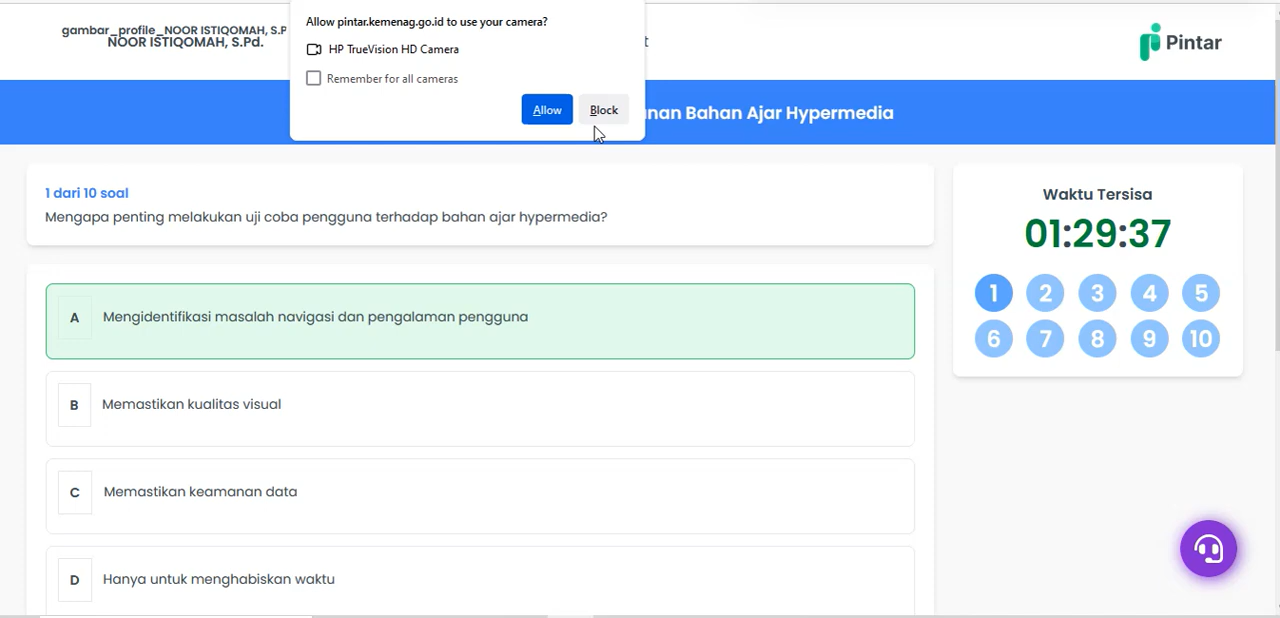 Allow pintar.kemenag.go.id to use your camera?
HP TrueVision HD Camera
Remember for all cameras
Allow
Block
gambar_profile_NOOR ISTIQOMAH, S.P
NOOR ISTIQOMAH, S.Pd.
t
Pintar
nan Bahan Ajar Hypermedia
1 dari 10 soal
Mengapa penting melakukan uji coba pengguna terhadap bahan ajar hypermedia?
A Mengidentifikasi masalah navigasi dan pengalaman pengguna
B Memastikan kualitas visual
C Memastikan keamanan data
D Hanya untuk menghabiskan waktu
Waktu Tersisa
01:29:37
1 2 3 4 5
6 7 8 9 10